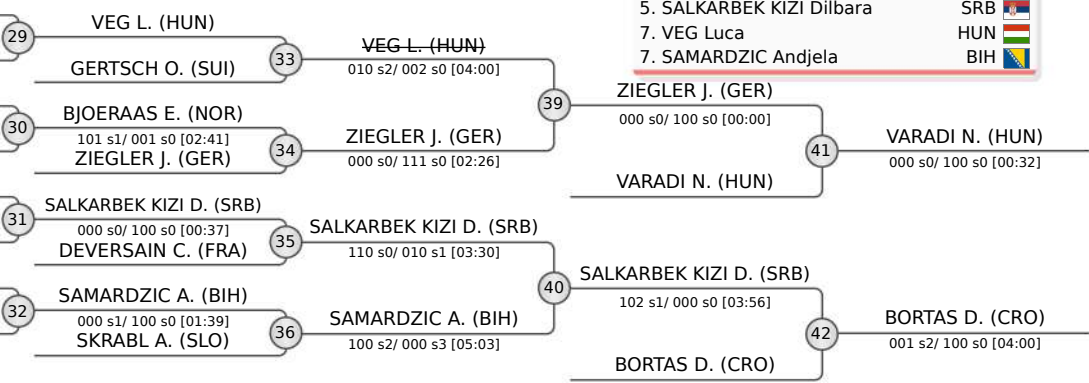 5. SALKARBEK KIZI Dilbara SRB
7. VEG Luca HUN
7. SAMARDZIC Andjela BIH
29
VEG L. (HUN)
GERTSCH O. (SUI)
33
VEG L. (HUN)
010 s2/ 002 s0 [04:00]
30
BJOERAAS E. (NOR)
101 s1/ 001 s0 [02:41]
ZIEGLER J. (GER)
34
ZIEGLER J. (GER)
000 s0/ 111 s0 [02:26]
39
ZIEGLER J. (GER)
000 s0/ 100 s0 [00:00]
VARADI N. (HUN)
41
VARADI N. (HUN)
000 s0/ 100 s0 [00:32]
31
SALKARBEK KIZI D. (SRB)
000 s0/ 100 s0 [00:37]
DEVERSAIN C. (FRA)
35
SALKARBEK KIZI D. (SRB)
110 s0/ 010 s1 [03:30]
32
SAMARDZIC A. (BIH)
000 s1/ 100 s0 [01:39]
SKRABL A. (SLO)
36
SAMARDZIC A. (BIH)
100 s2/ 000 s3 [05:03]
40
SALKARBEK KIZI D. (SRB)
102 s1/ 000 s0 [03:56]
BORTAS D. (CRO)
42
BORTAS D. (CRO)
001 s2/ 100 s0 [04:00]